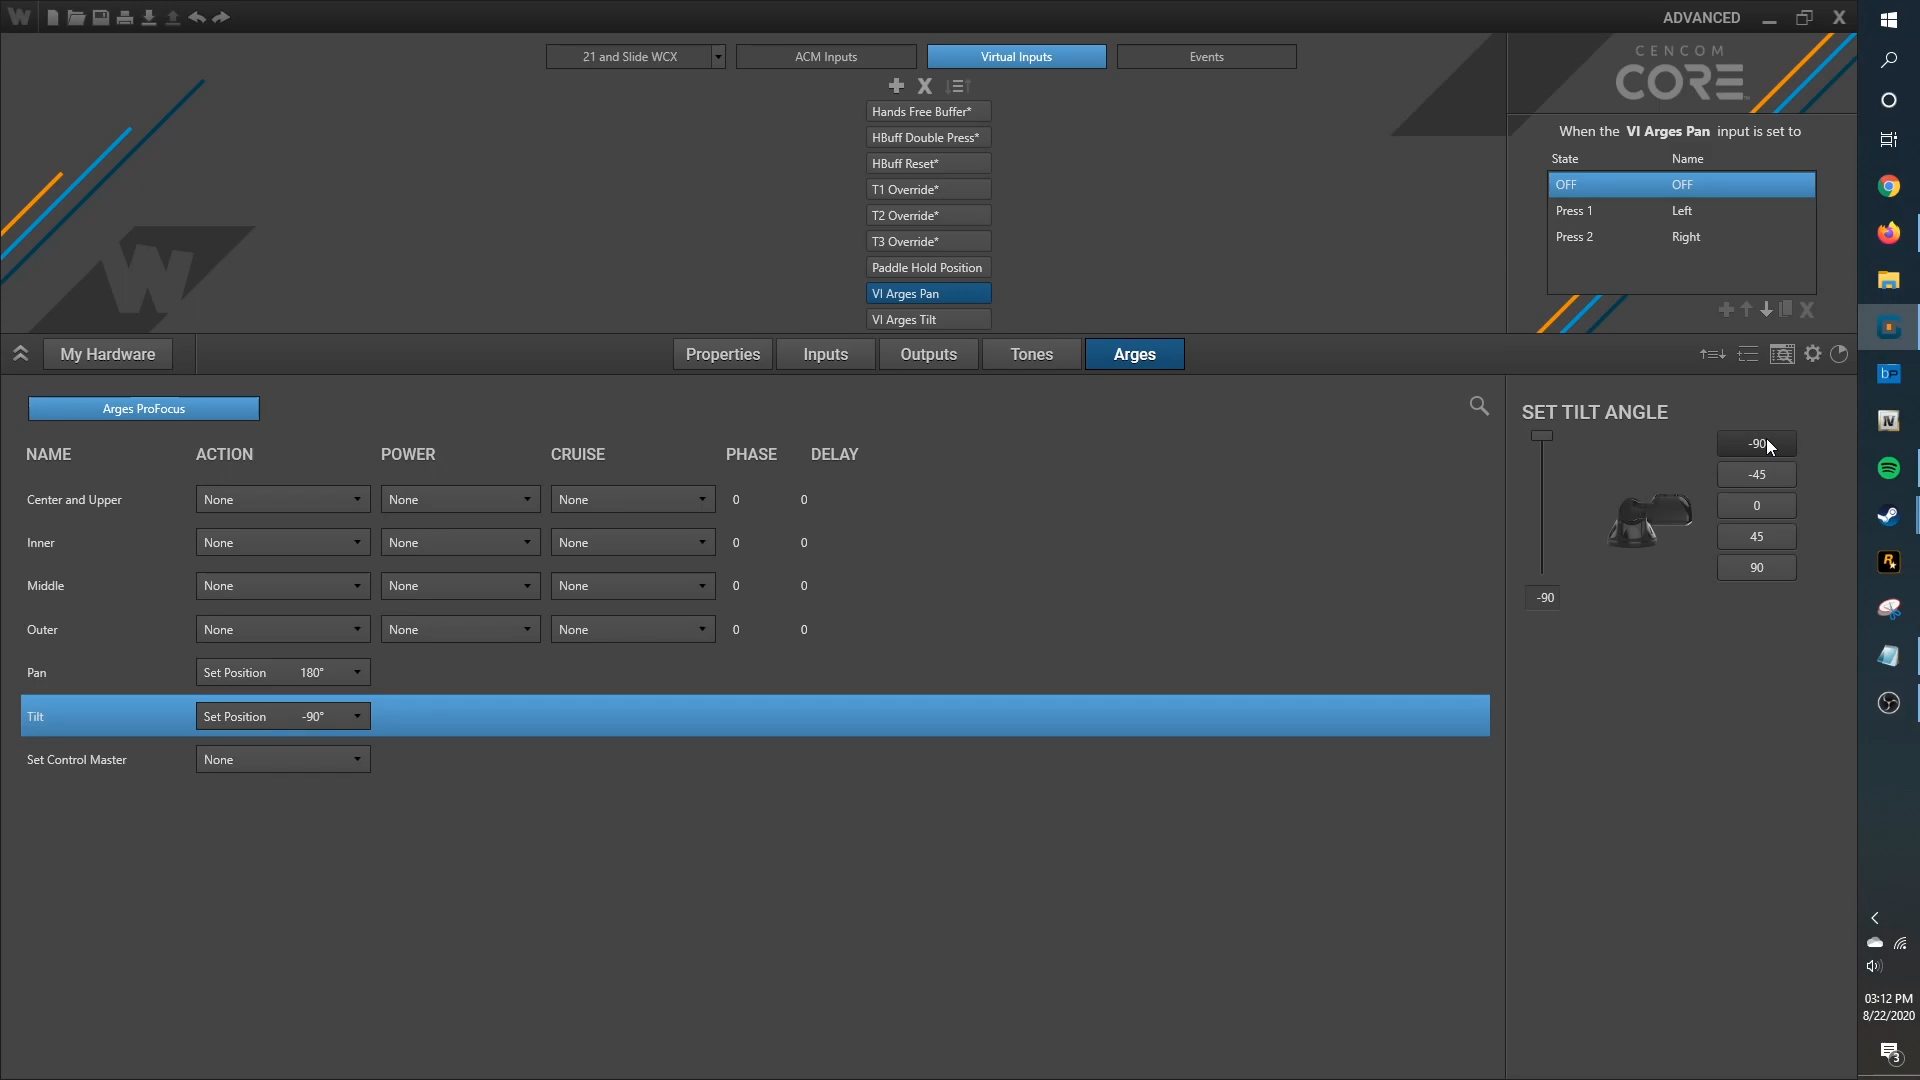 ADVANCED
21 and Slide WCX
ACM Inputs
Virtual Inputs
Events
Hands Free Buffer*
HBuff Double Press*
HBuff Reset*
T1 Override*
T2 Override*
T3 Override*
Paddle Hold Position
VI Arges Pan
VI Arges Tilt
CENCOM
CORE
When the VI Arges Pan input is set to
State Name
OFF OFF
Press 1 Left
Press 2 Right
My Hardware
Properties
Inputs
Outputs
Tones
Arges
Arges ProFocus
NAME ACTION POWER CRUISE PHASE DELAY
Center and Upper None None None 0 0
Inner None None None 0 0
Middle None None None 0 0
Outer None None None 0 0
Pan Set Position 180°
Tilt Set Position -90°
Set Control Master None
SET TILT ANGLE
-90
-45
0
45
90
-90
03:12 PM
8/22/2020
3